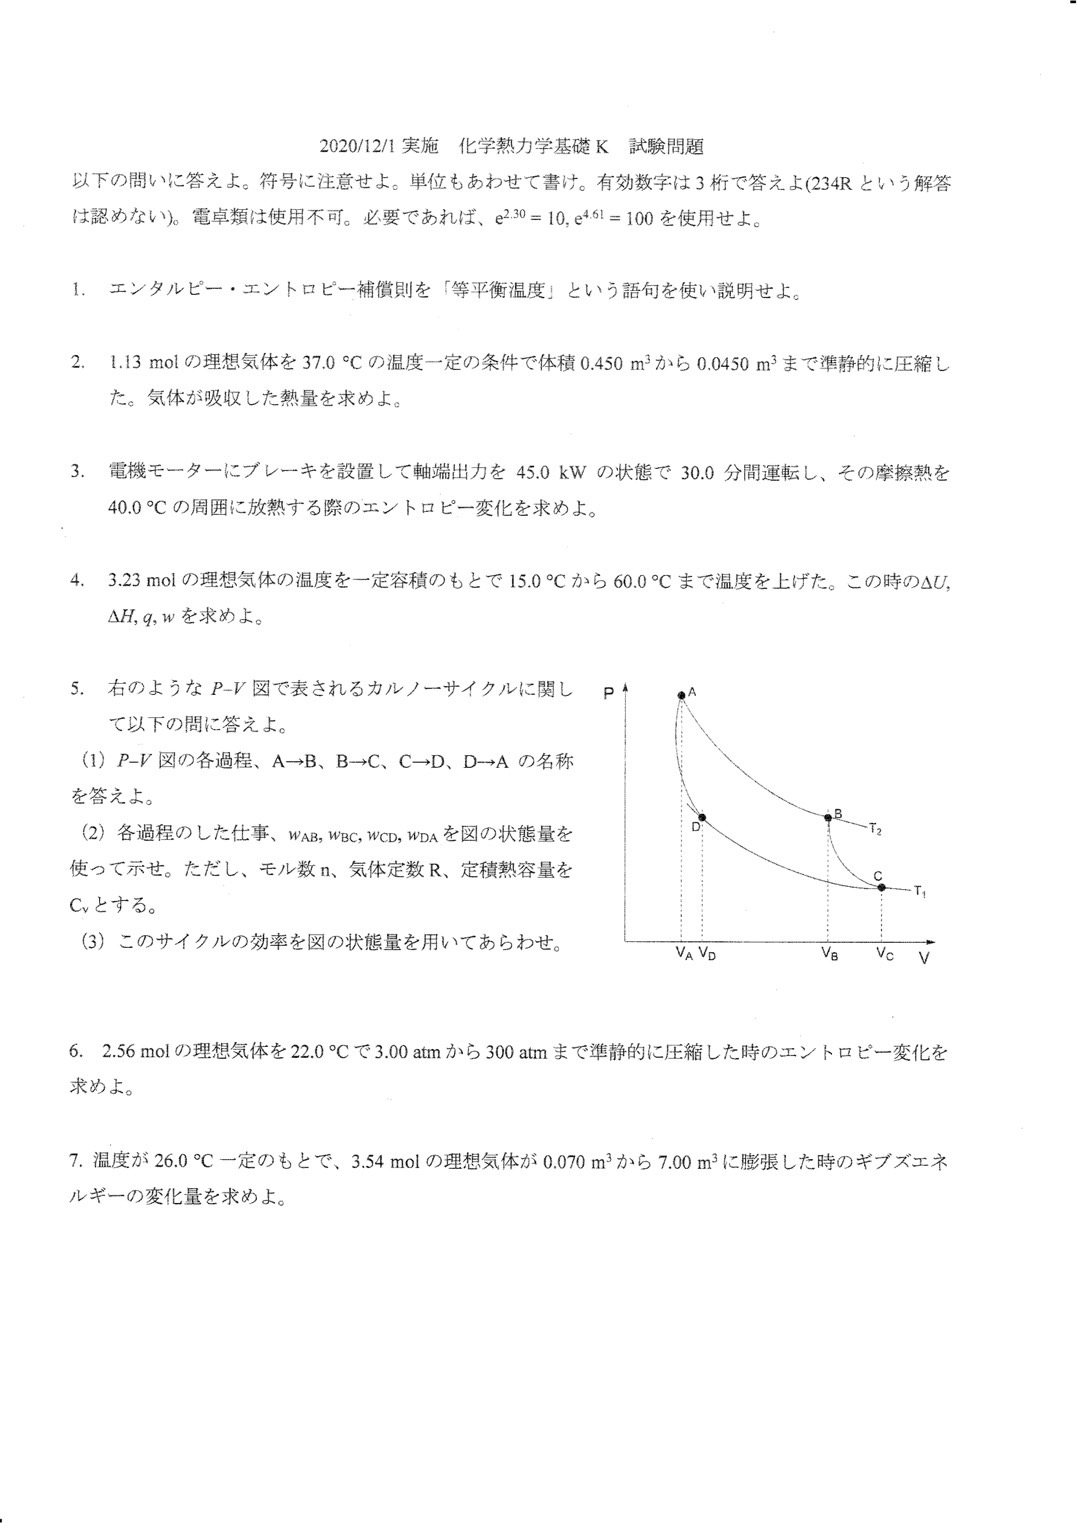 2020/12/1 実施　化学熱力学基礎 K　試験問題
以下の問いに答えよ。符号に注意せよ。単位もあわせて書け。有効数字は 3 桁で答えよ(234R という解答
は認めない)。電卓類は使用不可。必要であれば、e^2.30 = 10, e^4.61 = 100 を使用せよ。
1. エンタルピー・エントロピー補償則を「等平衡温度」という語句を使い説明せよ。
2. 1.13 mol の理想気体を 37.0 °C の温度一定の条件で体積 0.450 m³ から 0.0450 m³ まで準静的に圧縮し
た。気体が吸収した熱量を求めよ。
3. 電機モーターにブレーキを設置して軸端出力を 45.0 kW の状態で 30.0 分間運転し、その摩擦熱を
40.0 °C の周囲に放熱する際のエントロピー変化を求めよ。
4. 3.23 mol の理想気体の温度を一定容積のもとで 15.0 °C から 60.0 °C まで温度を上げた。この時のΔU,
ΔH, q, w を求めよ。
5. 右のような P–V 図で表されるカルノーサイクルに関し
て以下の問に答えよ。
（1）P–V 図の各過程、A→B、B→C、C→D、D→A の名称
を答えよ。
（2）各過程のした仕事、wAB, wBC, wCD, wDA を図の状態量を
使って示せ。ただし、モル数 n、気体定数 R、定積熱容量を
Cv とする。
（3）このサイクルの効率を図の状態量を用いてあらわせ。
P
A
B
T2
D
C
T1
VA VD VB VC V
6. 2.56 mol の理想気体を 22.0 °C で 3.00 atm から 300 atm まで準静的に圧縮した時のエントロピー変化を
求めよ。
7. 温度が 26.0 °C 一定のもとで、3.54 mol の理想気体が 0.070 m³ から 7.00 m³ に膨張した時のギブズエネ
ルギーの変化量を求めよ。